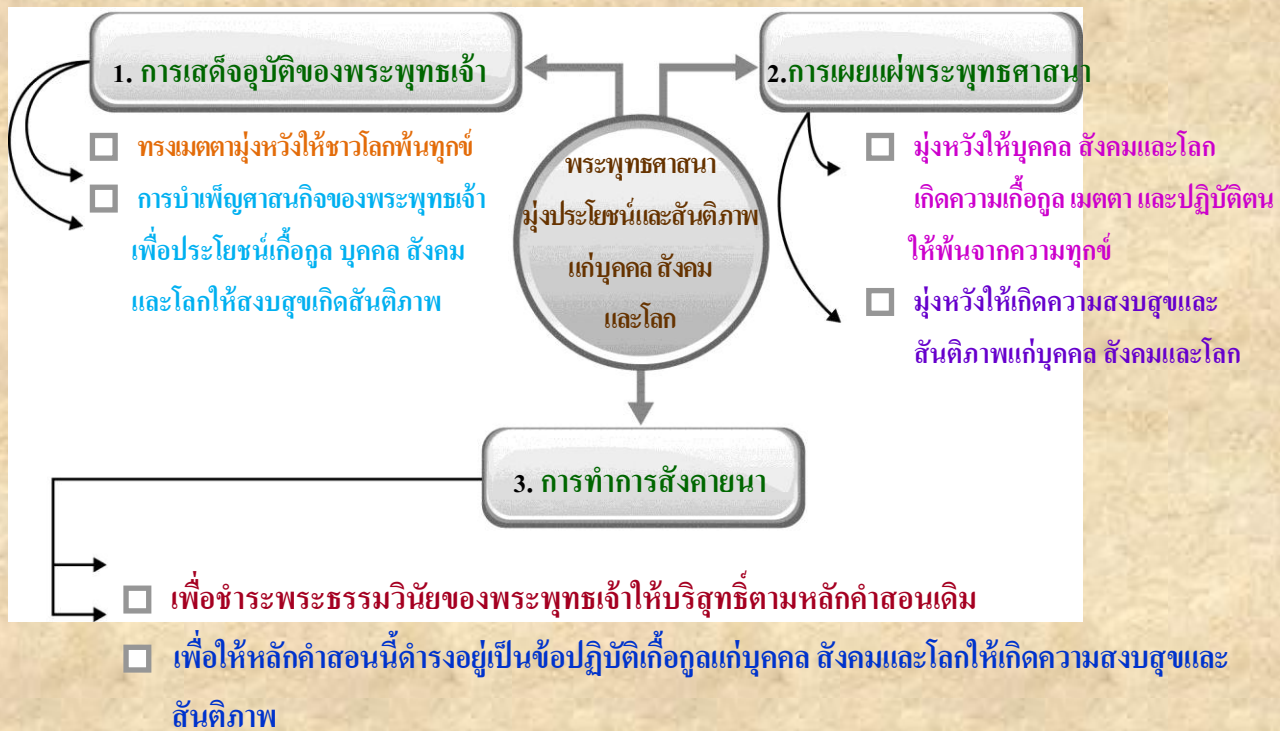 1. การเสด็จอุบัติของพระพุทธเจ้า
ทรงเมตตามุ่งหวังให้ชาวโลกพ้นทุกข์
การบำเพ็ญศาสนกิจของพระพุทธเจ้า
เพื่อประโยชน์เกื้อกูล บุคคล สังคม
และโลกให้สงบสุขเกิดสันติภาพ
พระพุทธศาสนา
มุ่งประโยชน์และสันติภาพ
แก่บุคคล สังคม
และโลก
2.การเผยแผ่พระพุทธศาสนา
มุ่งหวังให้บุคคล สังคมและโลก
เกิดความเกื้อกูล เมตตา และปฏิบัติตน
ให้พ้นจากความทุกข์
มุ่งหวังให้เกิดความสงบสุขและ
สันติภาพแก่บุคคล สังคมและโลก
3. การทำการสังคายนา
เพื่อชำระพระธรรมวินัยของพระพุทธเจ้าให้บริสุทธิ์ตามหลักคำสอนเดิม
เพื่อให้หลักคำสอนนี้ดำรงอยู่เป็นข้อปฏิบัติเกื้อกูลแก่บุคคล สังคมและโลกให้เกิดความสงบสุขและ
สันติภาพ